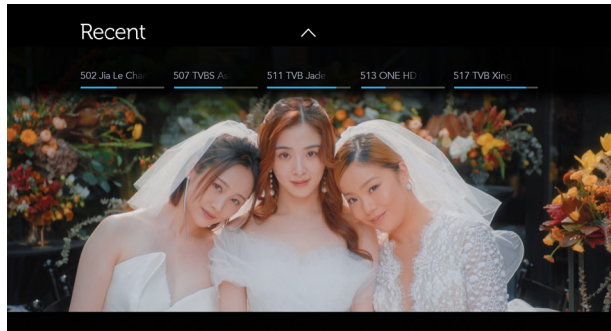 Recent
502 Jia Le Cha
507 TVBS As
511 TVB Jade
513 ONE HD
517 TVB Xing